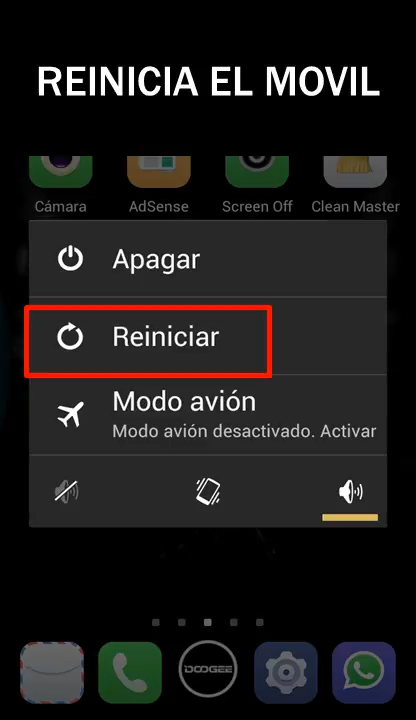 REINICIA EL MOVIL
Cámara AdSense Screen Off Clean Master
Apagar
Reiniciar
Modo avión
Modo avión desactivado. Activar
DOOGEE